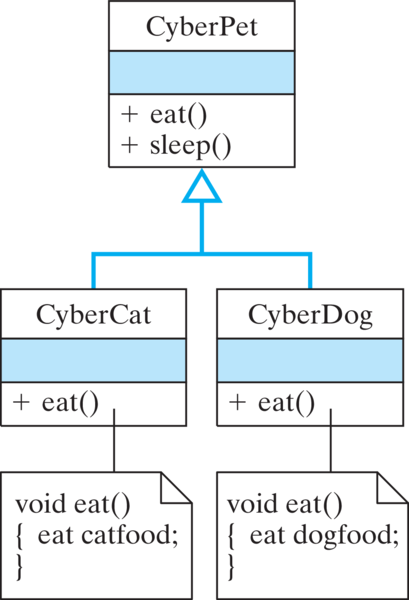 CyberPet
+ eat()
+ sleep()
CyberCat
+ eat()
CyberDog
+ eat()
void eat()
{ eat catfood;
}
void eat()
{ eat dogfood;
}